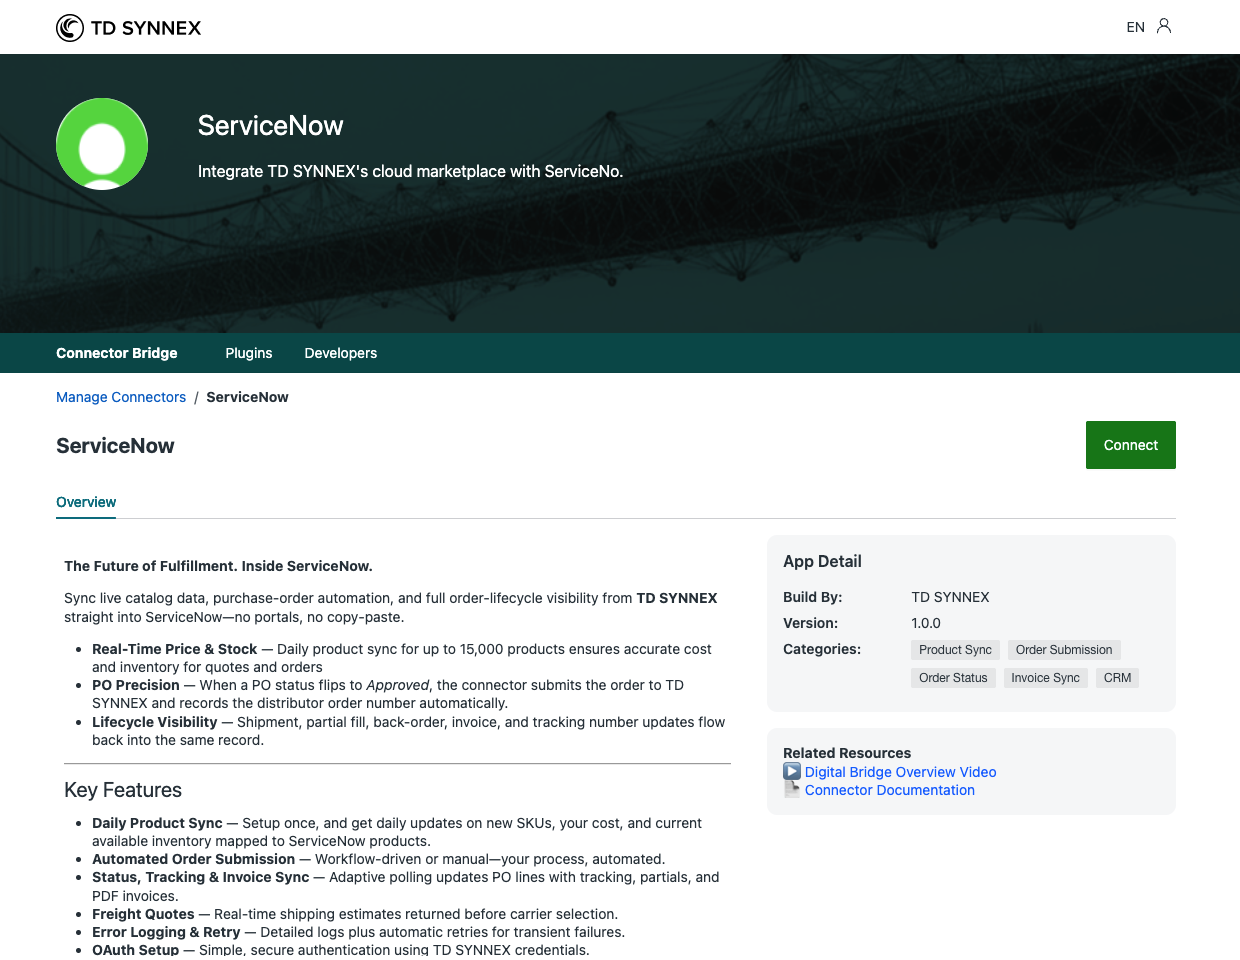 TD SYNNEX
EN
ServiceNow
Integrate TD SYNNEX's cloud marketplace with ServiceNo.
Connector Bridge
Plugins
Developers
Manage Connectors / ServiceNow
ServiceNow
Connect
Overview
The Future of Fulfillment. Inside ServiceNow.
Sync live catalog data, purchase-order automation, and full order-lifecycle visibility from TD SYNNEX
straight into ServiceNow—no portals, no copy-paste.
• Real-Time Price & Stock — Daily product sync for up to 15,000 products ensures accurate cost
and inventory for quotes and orders
• PO Precision — When a PO status flips to Approved, the connector submits the order to TD
SYNNEX and records the distributor order number automatically.
• Lifecycle Visibility — Shipment, partial fill, back-order, invoice, and tracking number updates flow
back into the same record.
Key Features
• Daily Product Sync — Setup once, and get daily updates on new SKUs, your cost, and current
available inventory mapped to ServiceNow products.
• Automated Order Submission — Workflow-driven or manual—your process, automated.
• Status, Tracking & Invoice Sync — Adaptive polling updates PO lines with tracking, partials, and
PDF invoices.
• Freight Quotes — Real-time shipping estimates returned before carrier selection.
• Error Logging & Retry — Detailed logs plus automatic retries for transient failures.
• OAuth Setup — Simple, secure authentication using TD SYNNEX credentials.
App Detail
Build By: TD SYNNEX
Version: 1.0.0
Categories: Product Sync Order Submission
Order Status Invoice Sync CRM
Related Resources
Digital Bridge Overview Video
Connector Documentation